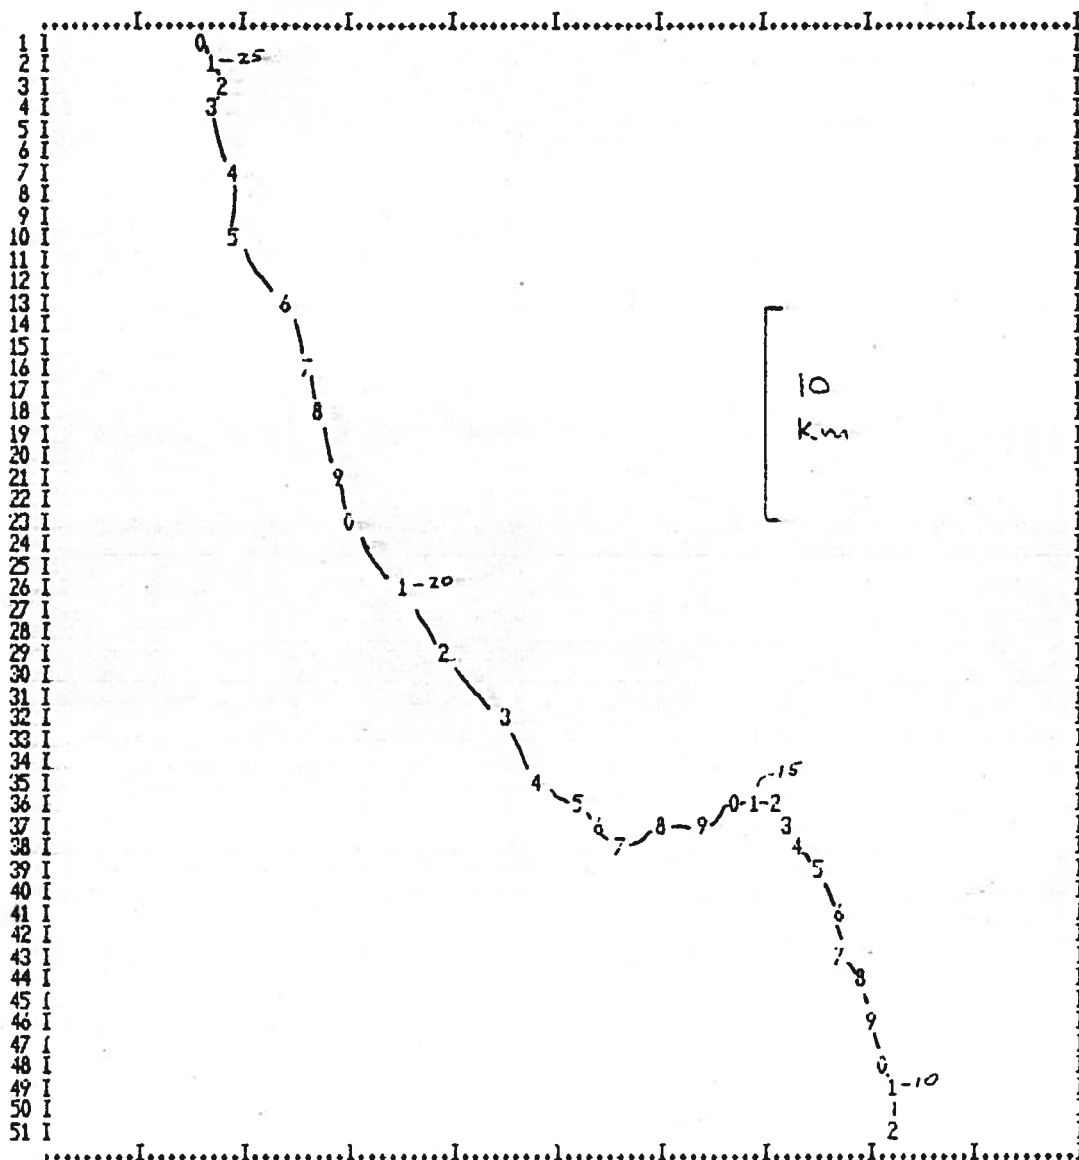 1 I 0
2 I 1-25
3 I 2
4 I 3
5 I
6 I
7 I 4
8 I
9 I
10 I 5
11 I
12 I
13 I 6
14 I
15 I
16 I 7
17 I 10
18 I 8
19 I Km
20 I
21 I 9
22 I
23 I 0
24 I
25 I
26 I 1-20
27 I
28 I
29 I 2
30 I
31 I
32 I 3
33 I
34 I
35 I 4 -15
36 I 5 0-1-2
37 I 6 8 9 3
38 I 7 4
39 I 5
40 I
41 I 6
42 I
43 I 7
44 I 8
45 I
46 I 9
47 I
48 I 0
49 I 1-10
50 I
51 I 2